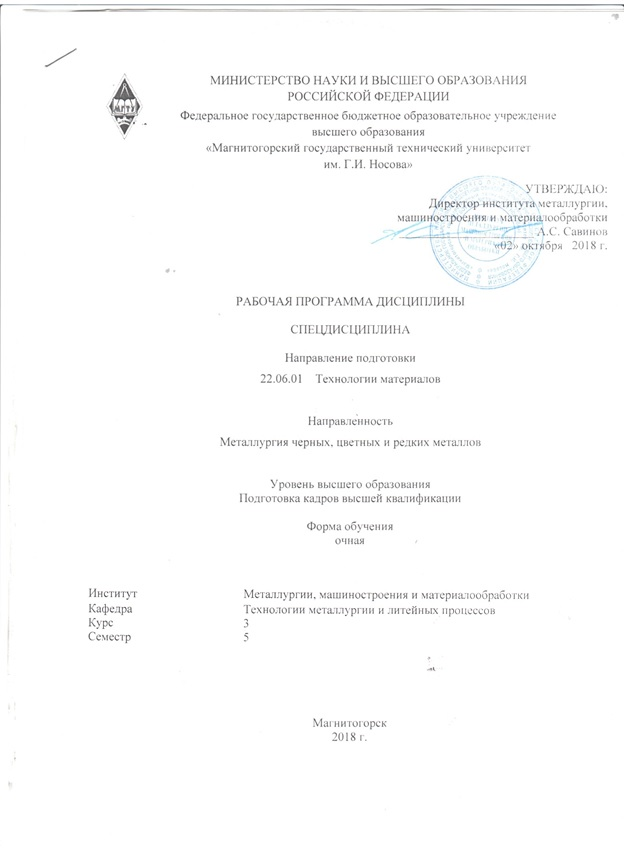 МГТУ
МИНИСТЕРСТВО НАУКИ И ВЫСШЕГО ОБРАЗОВАНИЯ
РОССИЙСКОЙ ФЕДЕРАЦИИ
Федеральное государственное бюджетное образовательное учреждение
высшего образования
«Магнитогорский государственный технический университет
им. Г.И. Носова»
УТВЕРЖДАЮ:
Директор института металлургии,
машиностроения и материалообработки
А.С. Савинов
«02» октября 2018 г.
РАБОЧАЯ ПРОГРАММА ДИСЦИПЛИНЫ
СПЕЦДИСЦИПЛИНА
Направление подготовки
22.06.01 Технологии материалов
Направленность
Металлургия черных, цветных и редких металлов
Уровень высшего образования
Подготовка кадров высшей квалификации
Форма обучения
очная
Институт Металлургии, машиностроения и материалообработки
Кафедра Технологии металлургии и литейных процессов
Курс 3
Семестр 5
Магнитогорск
2018 г.